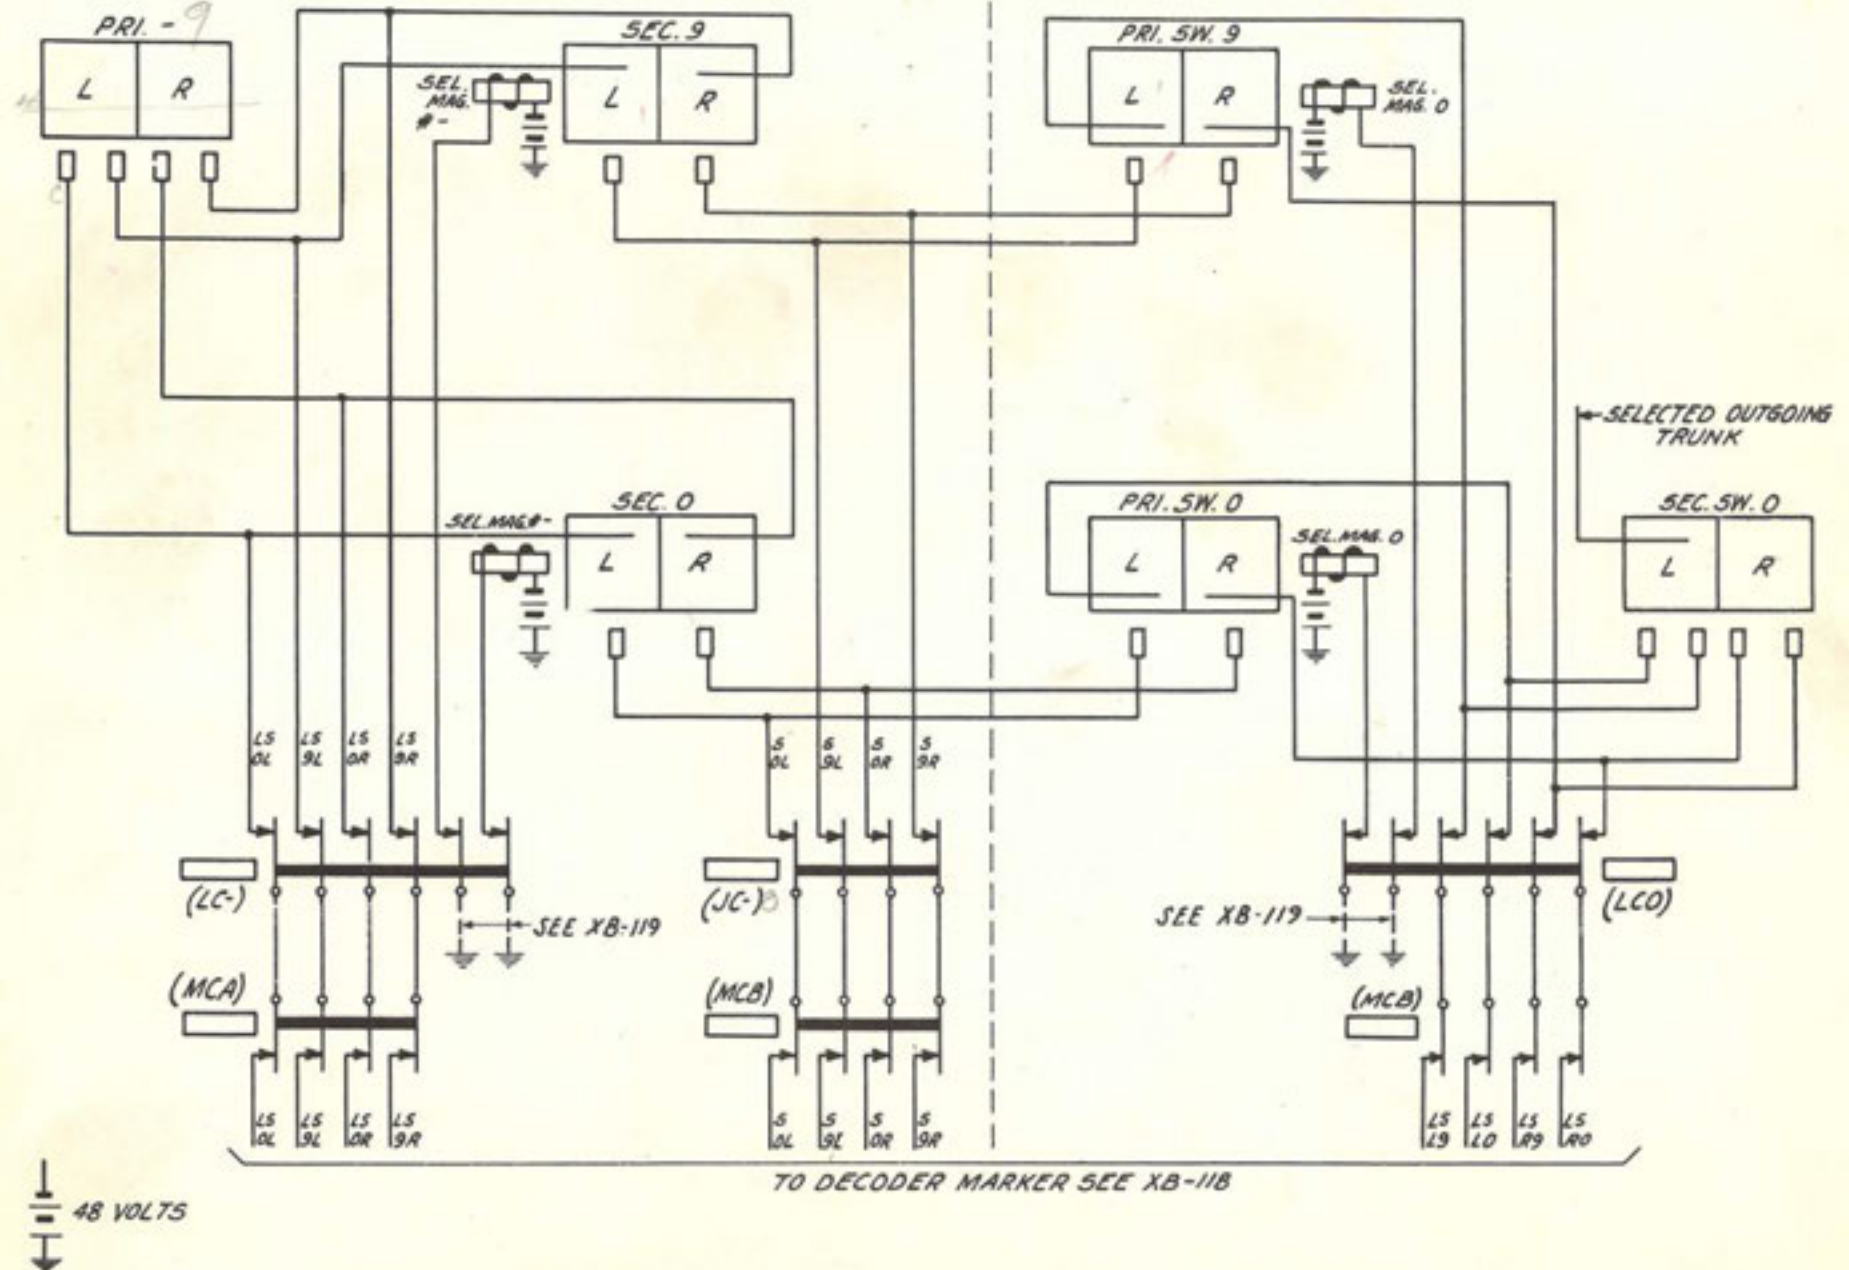 PRI. - 9
L R
SEC. 9
L R
SEL.
MAG.
#-
PRI. SW. 9
L R
SEL.
MAG. 0
SELECTED OUTGOING
TRUNK
SEC. 0
L R
SEL.MAG.#-
PRI. SW. 0
L R
SEL. MAG. 0
SEC. SW. 0
L R
LS LS LS LS
0L 9L 0R 9R
S S S S
0L 9L 0R 9R
(LC-)
SEE XB-119
(JC-)
SEE XB-119
(LC0)
(MCA)
(MCB)
(MCB)
LS LS LS LS
0L 9L 0R 9R
S S S S
0L 9L 0R 9R
LS LS LS LS
L9 L0 R9 R0
TO DECODER MARKER SEE XB-118
48 VOLTS